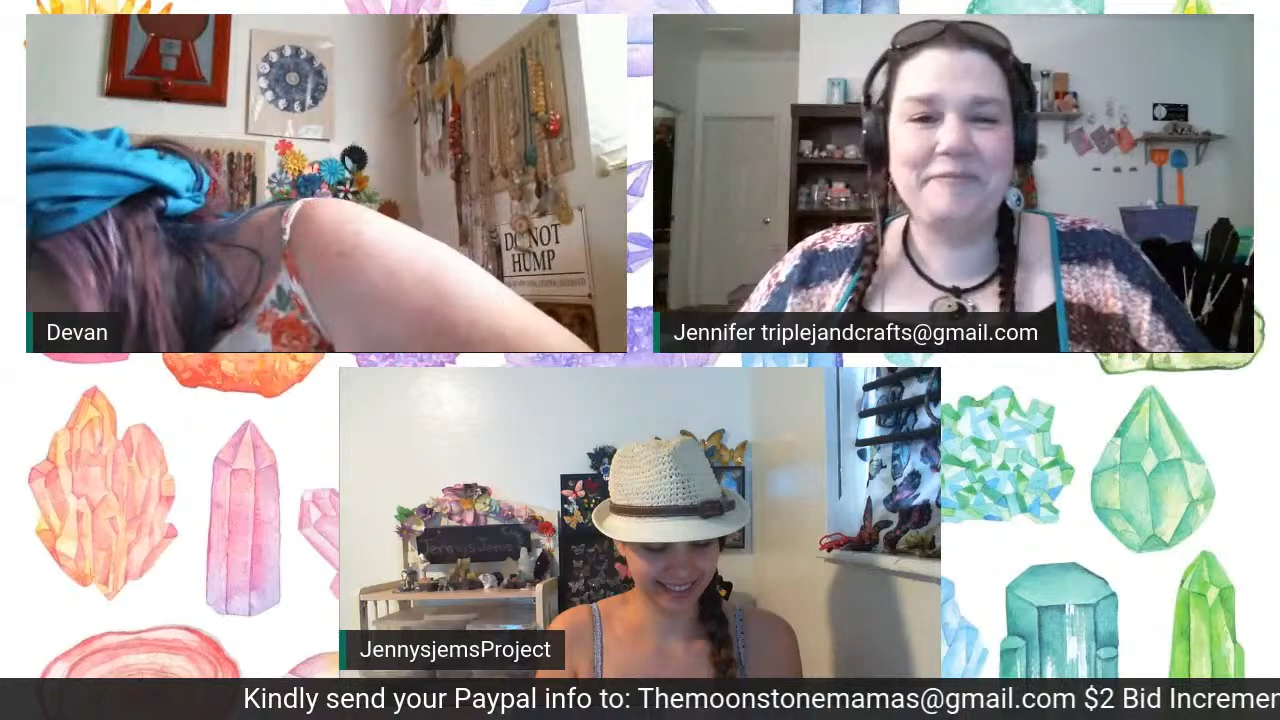 DO NOT
HUMP
Devan
Jennifer triplejandcrafts@gmail.com
JennysJems
JennysjemsProject
Kindly send your Paypal info to: Themoonstonemamas@gmail.com $2 Bid Incremen